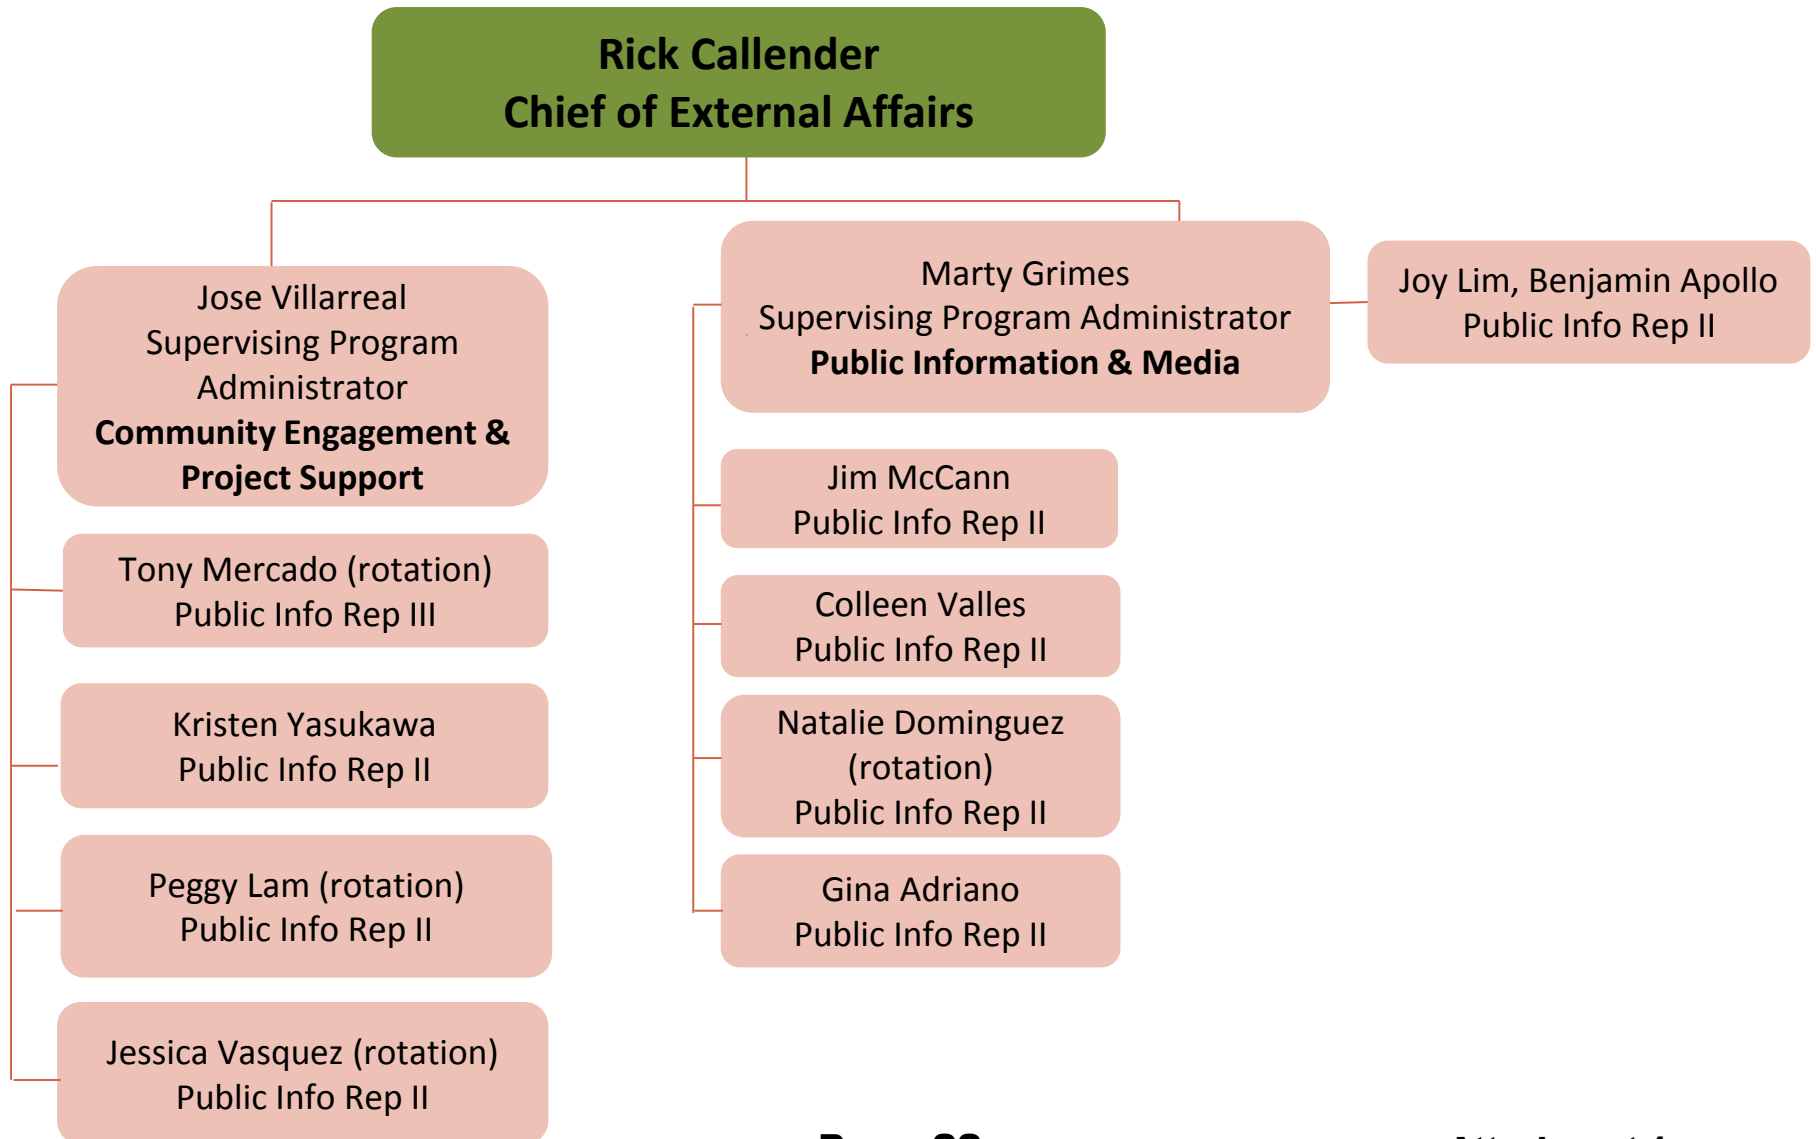 Rick Callender
Chief of External Affairs
Jose Villarreal
Supervising Program
Administrator
Community Engagement &
Project Support
Tony Mercado (rotation)
Public Info Rep III
Kristen Yasukawa
Public Info Rep II
Peggy Lam (rotation)
Public Info Rep II
Jessica Vasquez (rotation)
Public Info Rep II
Marty Grimes
Supervising Program Administrator
Public Information & Media
Joy Lim, Benjamin Apollo
Public Info Rep II
Jim McCann
Public Info Rep II
Colleen Valles
Public Info Rep II
Natalie Dominguez
(rotation)
Public Info Rep II
Gina Adriano
Public Info Rep II